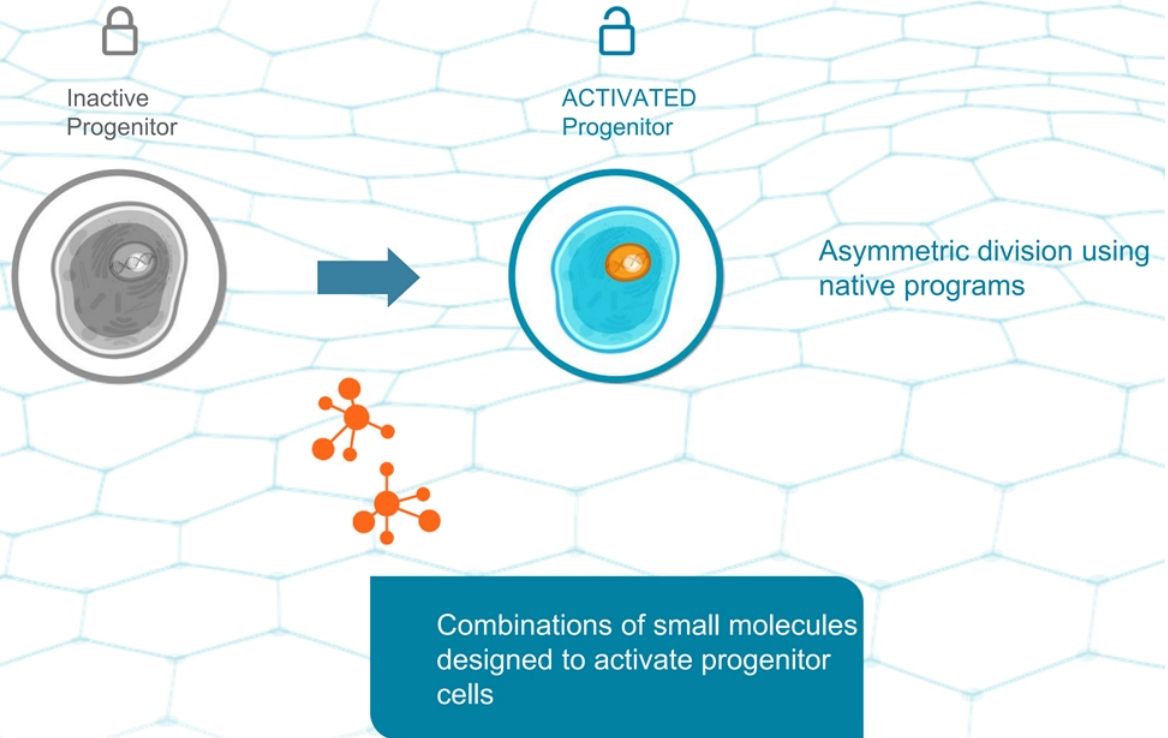 Inactive
Progenitor
ACTIVATED
Progenitor
Asymmetric division using
native programs
Combinations of small molecules
designed to activate progenitor
cells